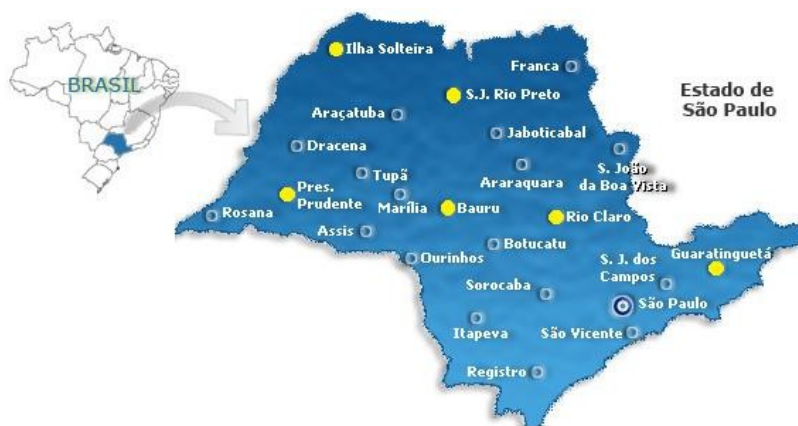 BRASIL
Estado de
São Paulo
Ilha Solteira
Franca
S.J. Rio Preto
Araçatuba
Jaboticabal
Dracena
S. João
da Boa Vista
Tupã
Araraquara
Pres.
Prudente
Marília
Bauru
Rio Claro
Rosana
Assis
Botucatu
Ourinhos
Guaratinguetá
S. J. dos
Campos
Sorocaba
São Paulo
Itapeva
São Vicente
Registro